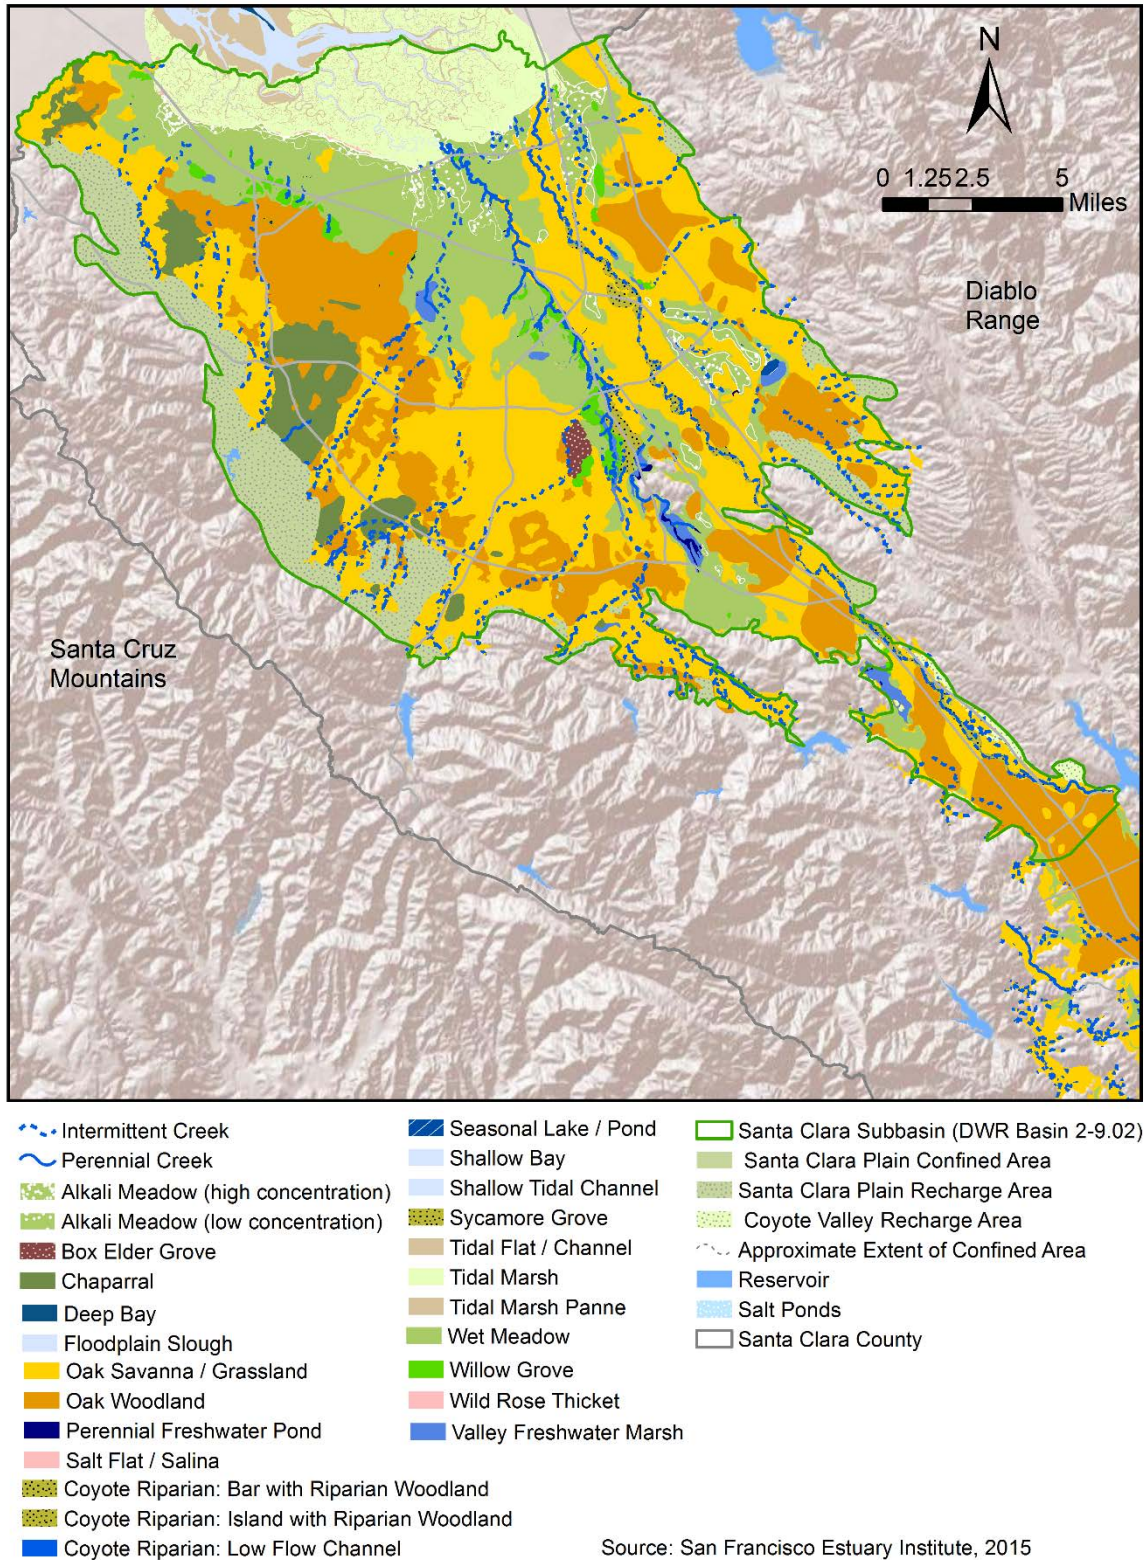 N
0 1.25 2.5 5
Miles
Diablo
Range
Santa Cruz
Mountains
Intermittent Creek
Perennial Creek
Alkali Meadow (high concentration)
Alkali Meadow (low concentration)
Box Elder Grove
Chaparral
Deep Bay
Floodplain Slough
Oak Savanna / Grassland
Oak Woodland
Perennial Freshwater Pond
Salt Flat / Salina
Coyote Riparian: Bar with Riparian Woodland
Coyote Riparian: Island with Riparian Woodland
Coyote Riparian: Low Flow Channel
Seasonal Lake / Pond
Shallow Bay
Shallow Tidal Channel
Sycamore Grove
Tidal Flat / Channel
Tidal Marsh
Tidal Marsh Panne
Wet Meadow
Willow Grove
Wild Rose Thicket
Valley Freshwater Marsh
Santa Clara Subbasin (DWR Basin 2-9.02)
Santa Clara Plain Confined Area
Santa Clara Plain Recharge Area
Coyote Valley Recharge Area
Approximate Extent of Confined Area
Reservoir
Salt Ponds
Santa Clara County
Source: San Francisco Estuary Institute, 2015